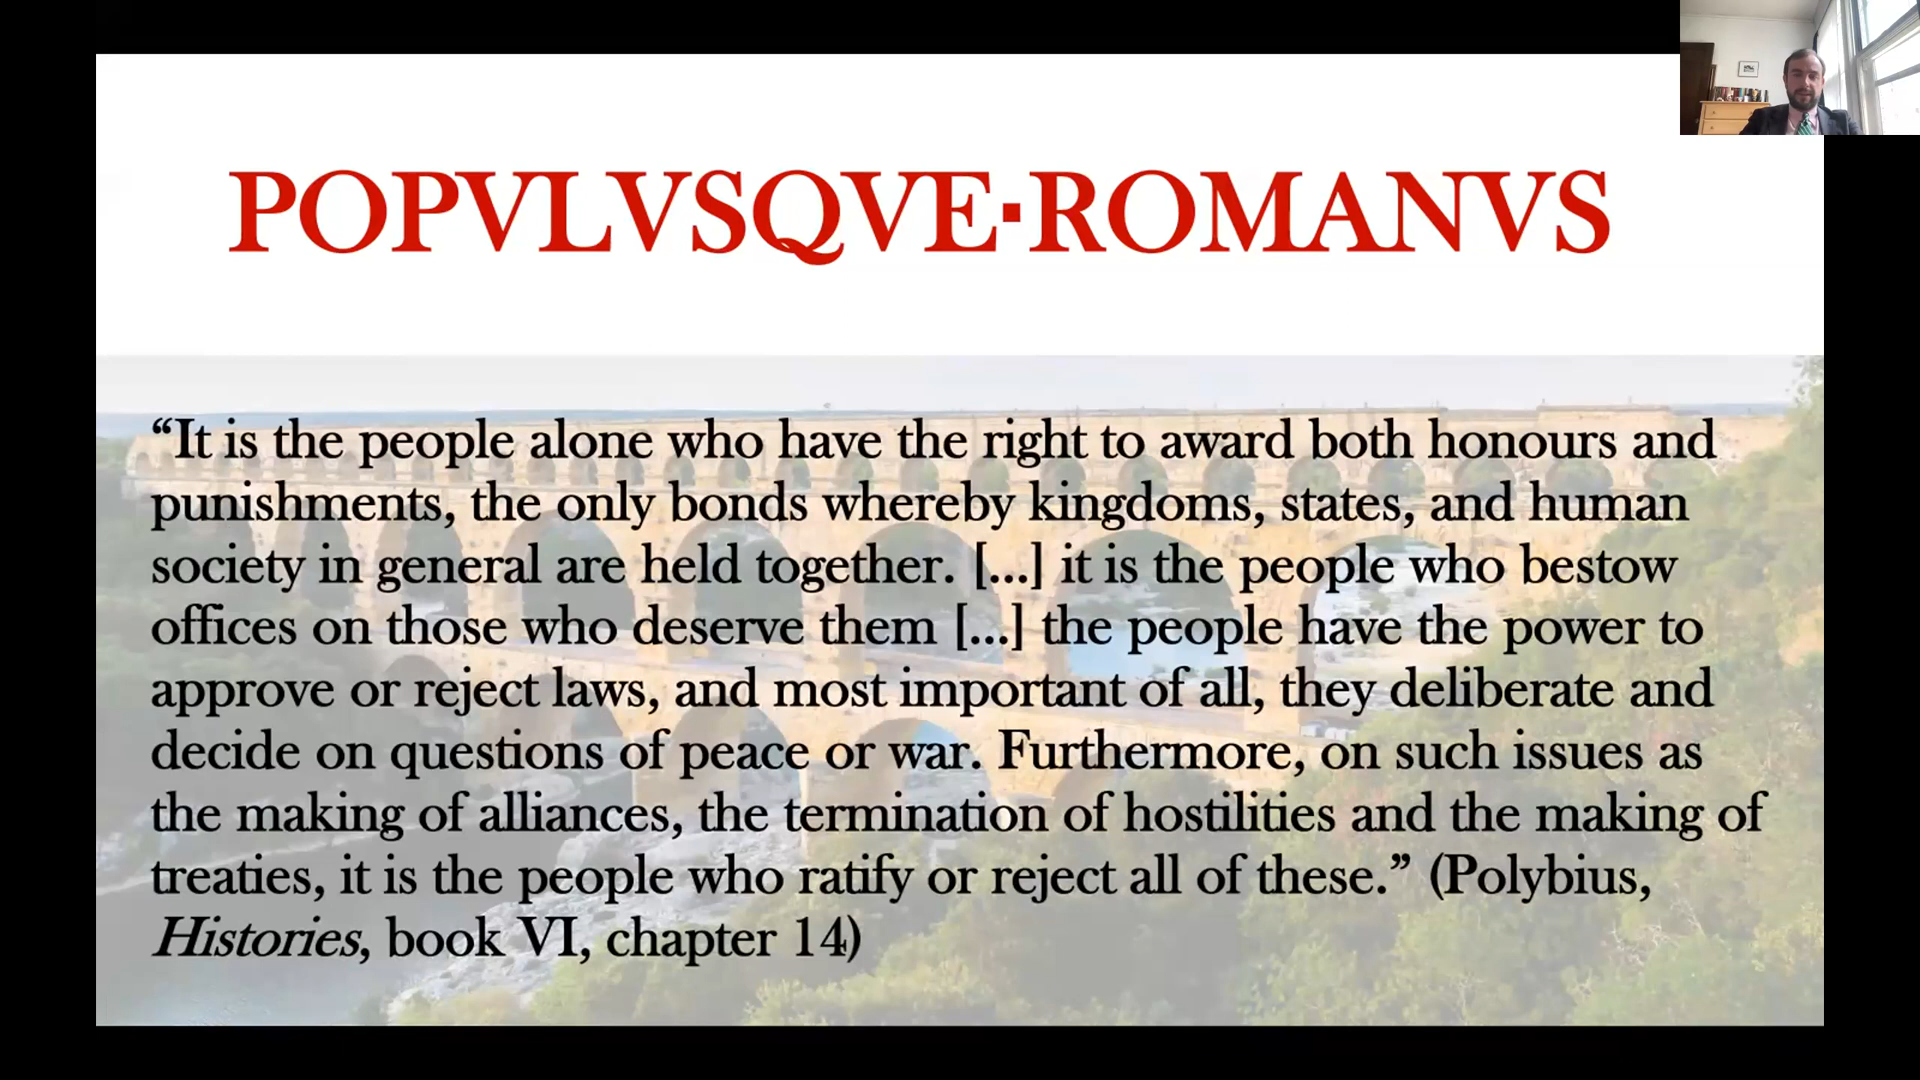 POPVLVSQVE·ROMANVS
“It is the people alone who have the right to award both honours and
punishments, the only bonds whereby kingdoms, states, and human
society in general are held together. [...] it is the people who bestow
offices on those who deserve them [...] the people have the power to
approve or reject laws, and most important of all, they deliberate and
decide on questions of peace or war. Furthermore, on such issues as
the making of alliances, the termination of hostilities and the making of
treaties, it is the people who ratify or reject all of these.” (Polybius,
Histories, book VI, chapter 14)